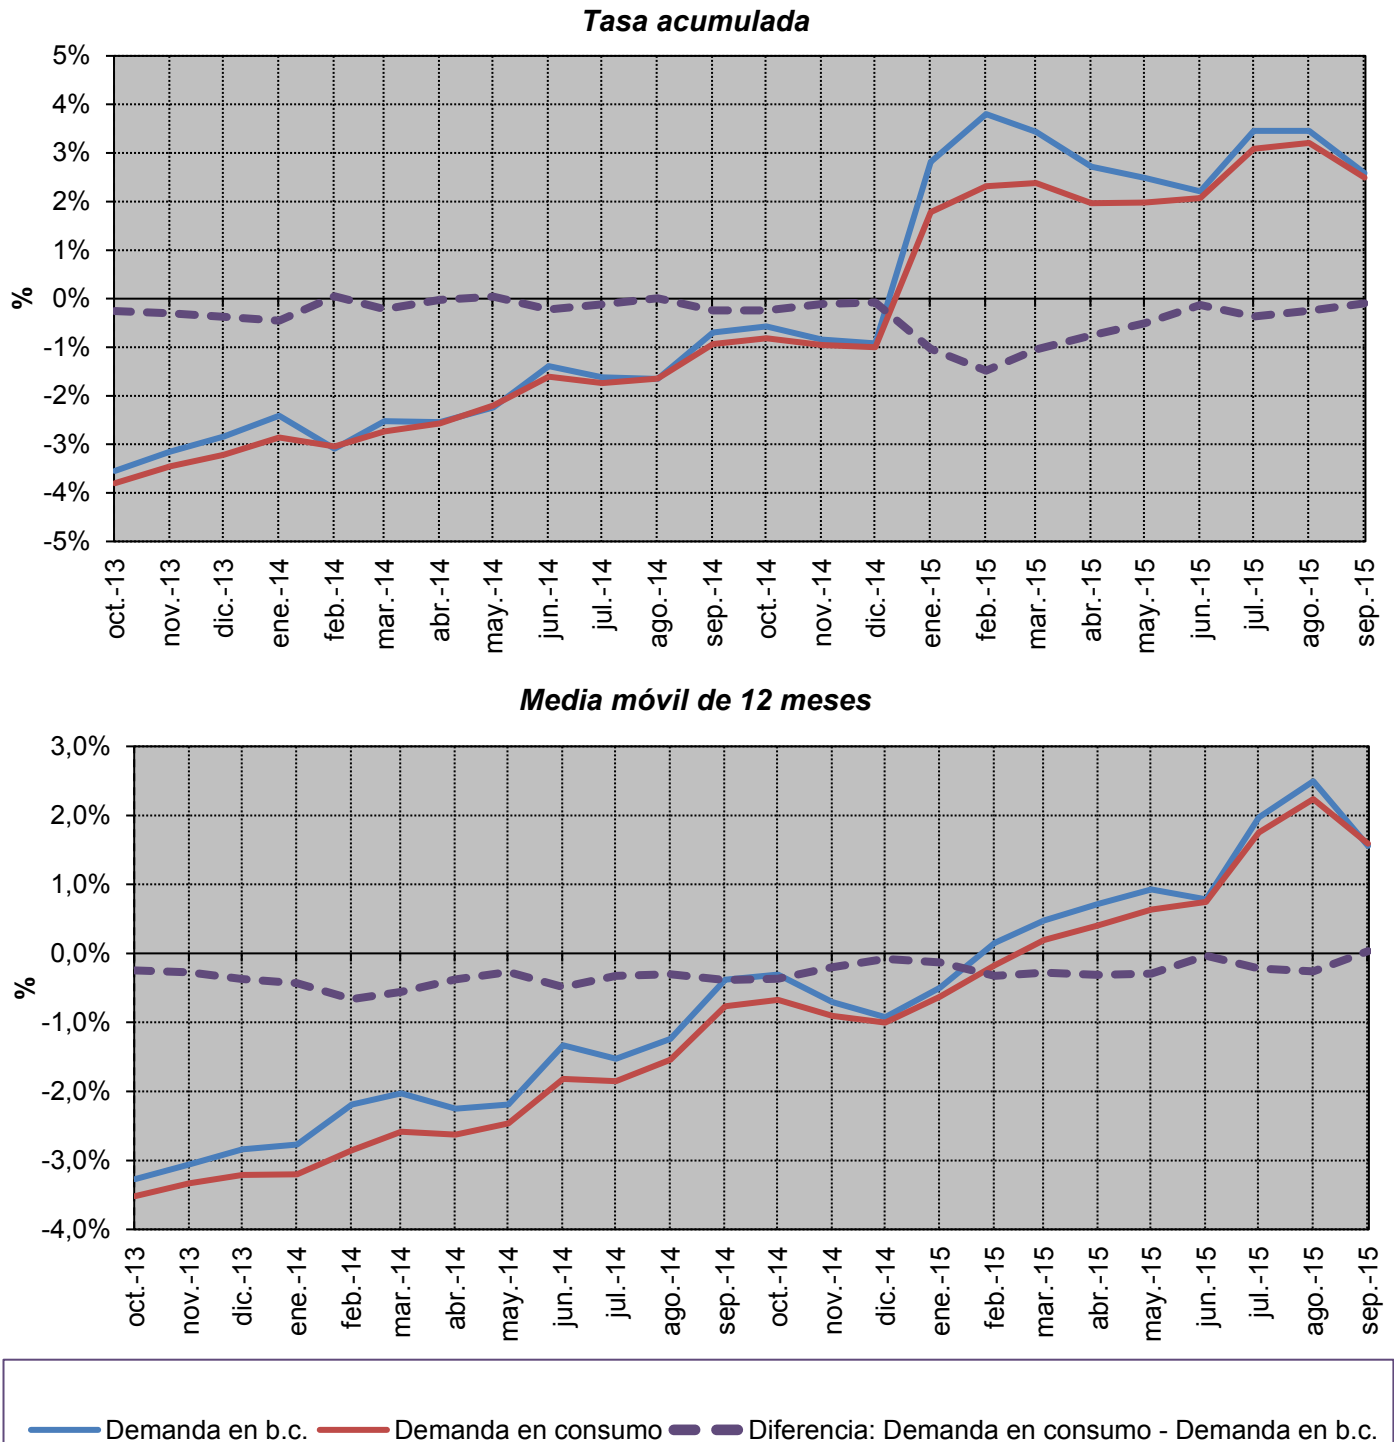 Tasa acumulada
5%
4%
3%
2%
1%
0%
-1%
-2%
-3%
-4%
-5%
%
oct.-13
nov.-13
dic.-13
ene.-14
feb.-14
mar.-14
abr.-14
may.-14
jun.-14
jul.-14
ago.-14
sep.-14
oct.-14
nov.-14
dic.-14
ene.-15
feb.-15
mar.-15
abr.-15
may.-15
jun.-15
jul.-15
ago.-15
sep.-15
Media móvil de 12 meses
3,0%
2,0%
1,0%
0,0%
-1,0%
-2,0%
-3,0%
-4,0%
%
oct.-13
nov.-13
dic.-13
ene.-14
feb.-14
mar.-14
abr.-14
may.-14
jun.-14
jul.-14
ago.-14
sep.-14
oct.-14
nov.-14
dic.-14
ene.-15
feb.-15
mar.-15
abr.-15
may.-15
jun.-15
jul.-15
ago.-15
sep.-15
Demanda en b.c. Demanda en consumo Diferencia: Demanda en consumo - Demanda en b.c.